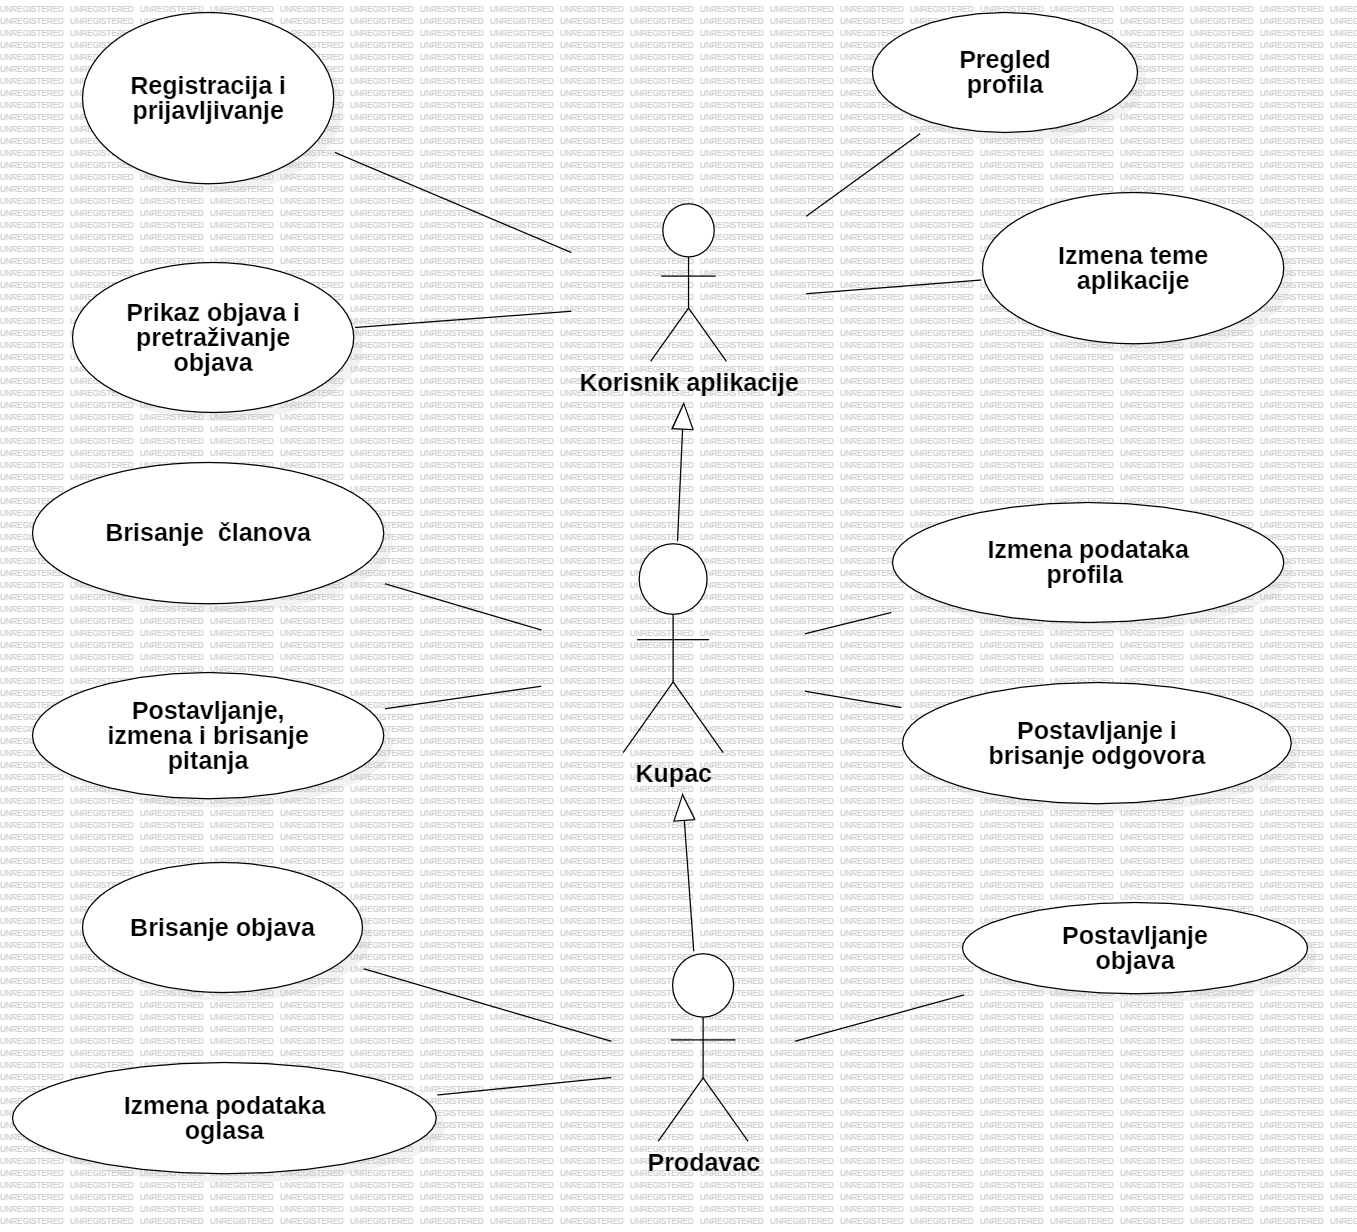 Registracija i
prijavljivanje
Pregled
profila
Izmena teme
aplikacije
Prikaz objava i
pretraživanje
objava
Korisnik aplikacije
Brisanje  članova
Izmena podataka
profila
Postavljanje,
izmena i brisanje
pitanja
Postavljanje i
brisanje odgovora
Kupac
Brisanje objava
Postavljanje
objava
Izmena podataka
oglasa
Prodavac
UNREGISTERED